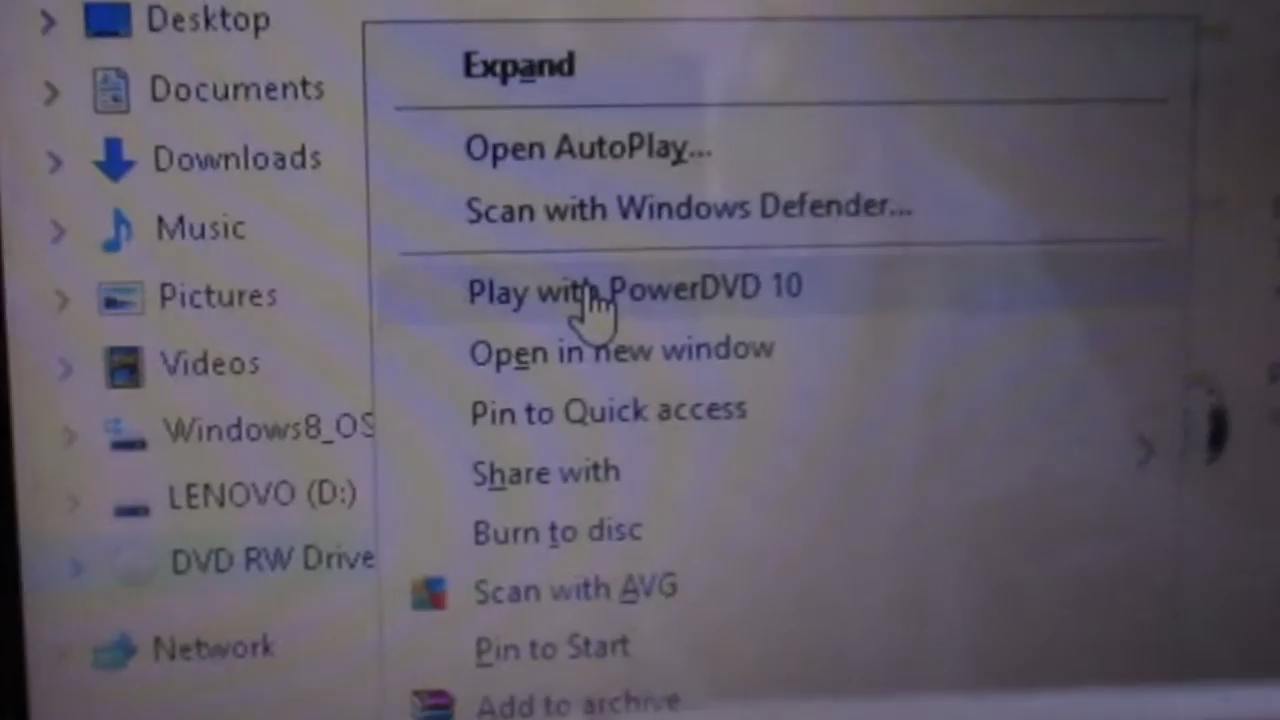 Desktop
Documents
Downloads
Music
Pictures
Videos
Windows8_OS
LENOVO (D:)
DVD RW Drive
Network
Expand
Open AutoPlay...
Scan with Windows Defender...
Play with PowerDVD 10
Open in new window
Pin to Quick access
Share with
Burn to disc
Scan with AVG
Pin to Start
Add to archive